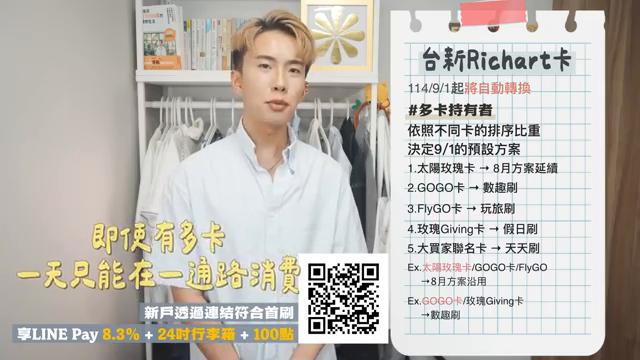 台新Richart卡
114/9/1起將自動轉換
#多卡持有者
依照不同卡的排序比重
決定9/1的預設方案
1.太陽玫瑰卡 → 8月方案延續
2.GOGO卡 → 數趣刷
3.FlyGO卡 → 玩旅刷
4.玫瑰Giving卡 → 假日刷
5.大買家聯名卡 → 天天刷
Ex.太陽玫瑰卡/GOGO卡/FlyGO
→8月方案沿用
Ex.GOGO卡/玫瑰Giving卡
→數趣刷
即使有多卡
一天只能在一通路消費
新戶透過連結符合首刷
享LINE Pay 8.3% + 24吋行李箱 + 100點